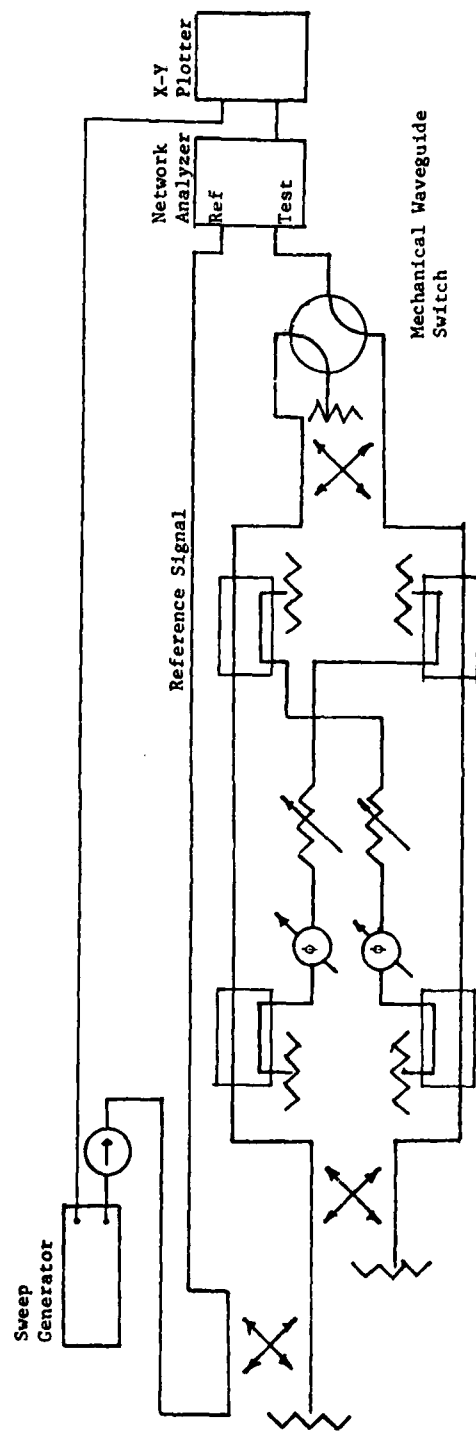 Sweep
Generator
Reference Signal
Network
Analyzer
Ref
Test
X-Y
Plotter
Mechanical Waveguide
Switch
ϕ
ϕ